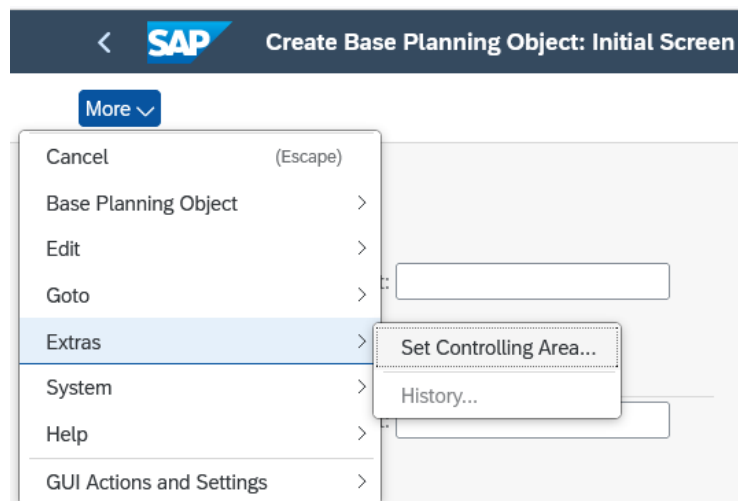 SAP Create Base Planning Object: Initial Screen
More
Cancel (Escape)
Base Planning Object
Edit
Goto
t:
Extras
Set Controlling Area...
System
History...
Help
t:
GUI Actions and Settings